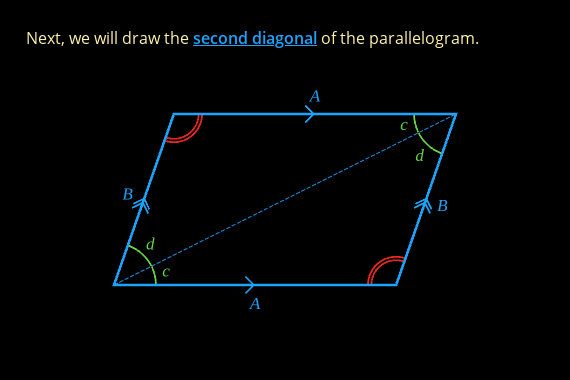 Next, we will draw the second diagonal of the parallelogram.
A
c
d
B
B
d
c
A